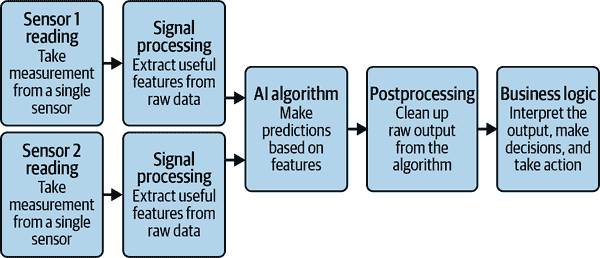 Sensor 1
reading
Take
measurement
from a single
sensor
Signal
processing
Extract useful
features from
raw data
Sensor 2
reading
Take
measurement
from a single
sensor
Signal
processing
Extract useful
features from
raw data
AI algorithm
Make
predictions
based on
features
Postprocessing
Clean up
raw output
from the
algorithm
Business logic
Interpret the
output, make
decisions, and
take action